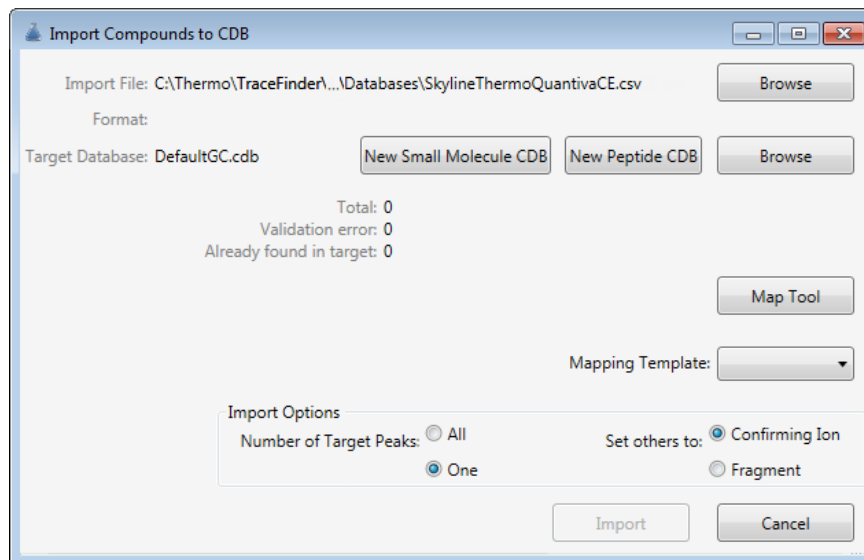 Import Compounds to CDB
Import File: C:\Thermo\TraceFinder\...\Databases\SkylineThermoQuantivaCE.csv Browse
Format:
Target Database: DefaultGC.cdb New Small Molecule CDB New Peptide CDB Browse
Total: 0
Validation error: 0
Already found in target: 0
Map Tool
Mapping Template:
Import Options
Number of Target Peaks: All Set others to: Confirming Ion
One Fragment
Import Cancel